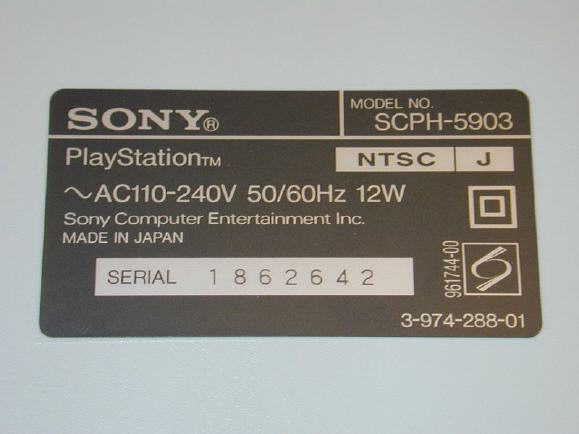 SONY®
MODEL NO.
SCPH-5903
PlayStation™
NTSC J
~AC110-240V 50/60Hz 12W
Sony Computer Entertainment Inc.
MADE IN JAPAN
SERIAL 1862642
961744-00
3-974-288-01